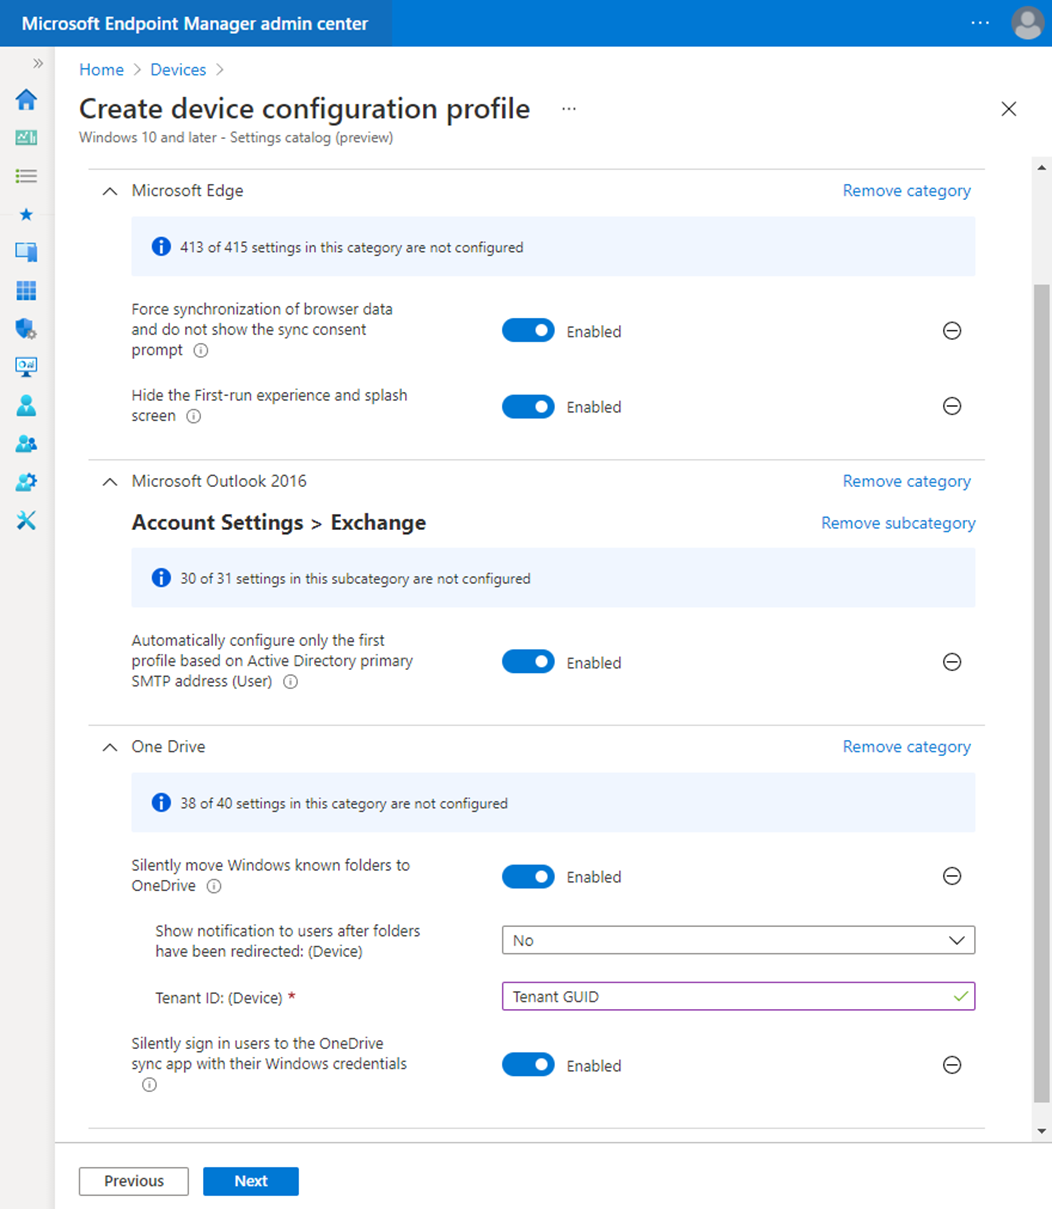 Microsoft Endpoint Manager admin center
Home > Devices >
Create device configuration profile
Windows 10 and later - Settings catalog (preview)
Microsoft Edge
Remove category
413 of 415 settings in this category are not configured
Force synchronization of browser data
and do not show the sync consent
prompt
Enabled
Hide the First-run experience and splash
screen
Enabled
Microsoft Outlook 2016
Remove category
Account Settings > Exchange
Remove subcategory
30 of 31 settings in this subcategory are not configured
Automatically configure only the first
profile based on Active Directory primary
SMTP address (User)
Enabled
One Drive
Remove category
38 of 40 settings in this category are not configured
Silently move Windows known folders to
OneDrive
Enabled
Show notification to users after folders
have been redirected: (Device)
No
Tenant ID: (Device) *
Tenant GUID
Silently sign in users to the OneDrive
sync app with their Windows credentials
Enabled
Previous
Next